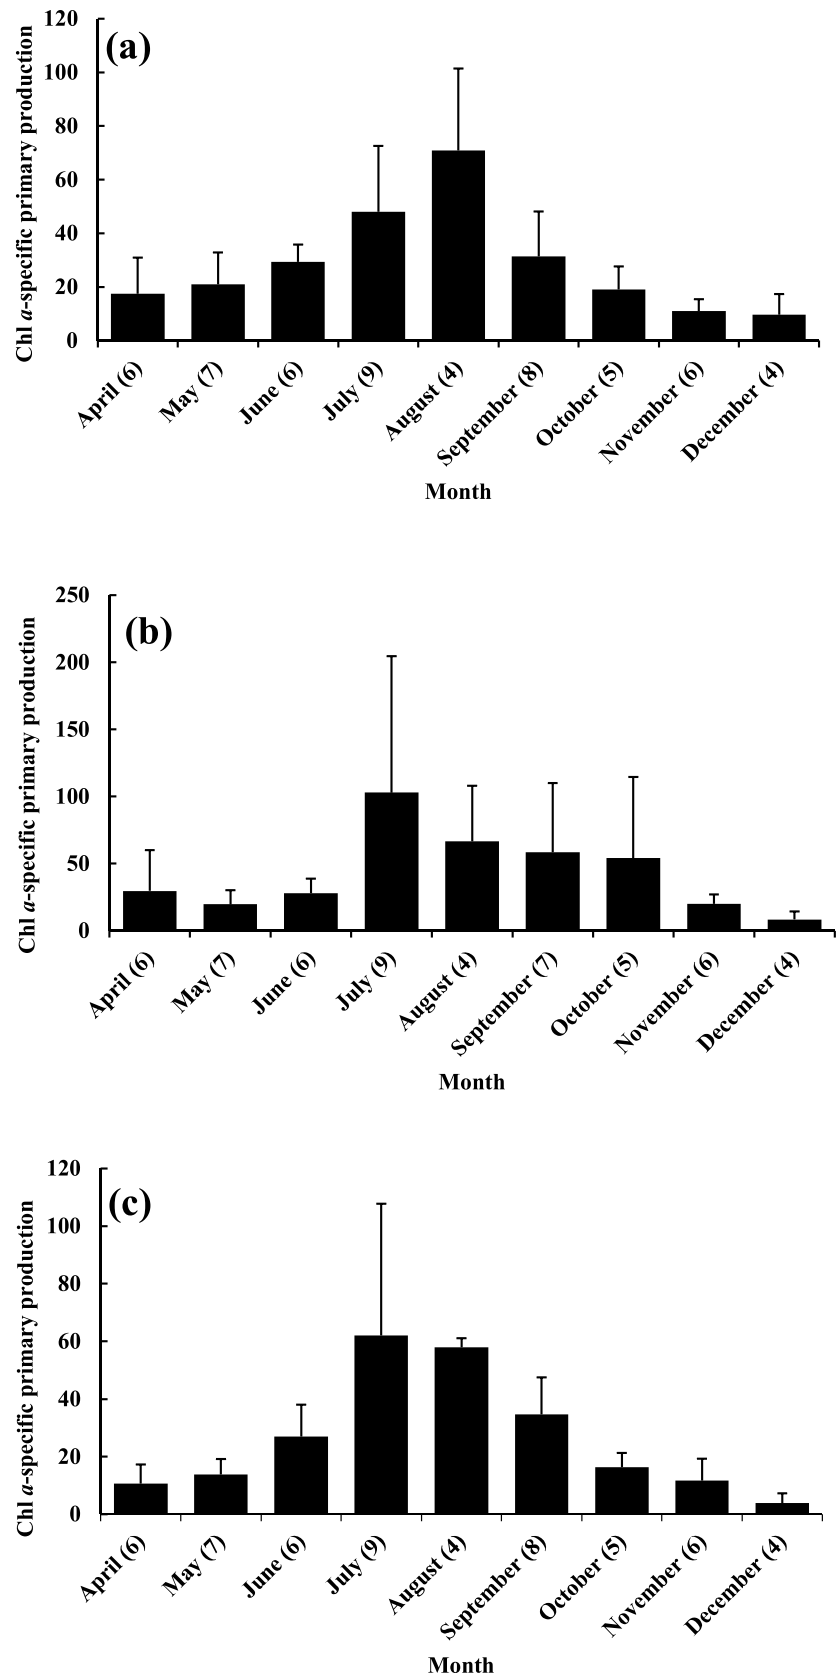 (a)
Chl a-specific primary production
120
100
80
60
40
20
0
April (6)
May (7)
June (6)
July (9)
August (4)
September (8)
October (5)
November (6)
December (4)
Month
(b)
Chl a-specific primary production
250
200
150
100
50
0
April (6)
May (7)
June (6)
July (9)
August (4)
September (7)
October (5)
November (6)
December (4)
Month
(c)
Chl a-specific primary production
120
100
80
60
40
20
0
April (6)
May (7)
June (6)
July (9)
August (4)
September (8)
October (5)
November (6)
December (4)
Month